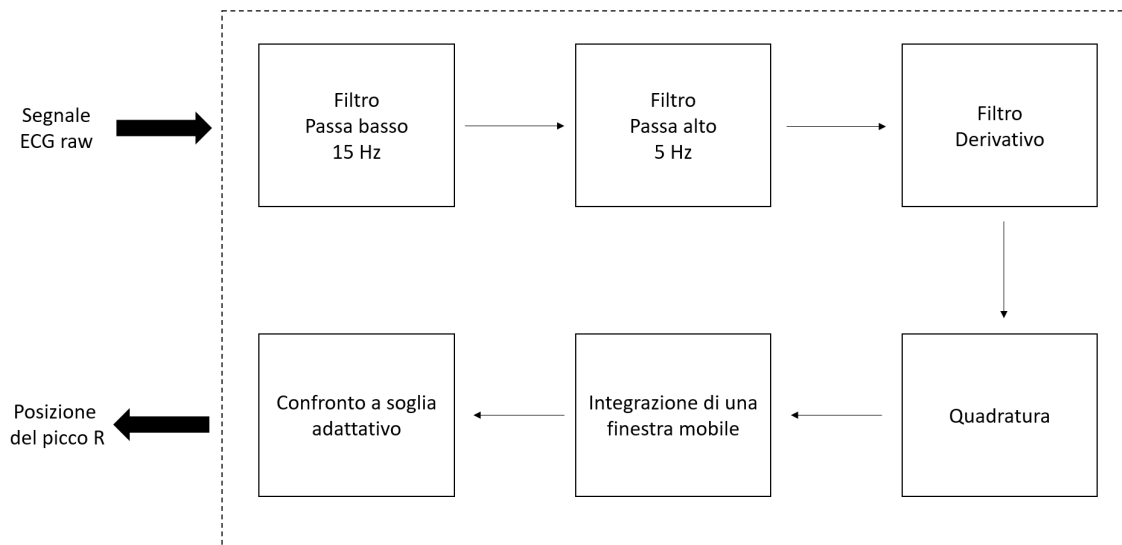 Segnale
ECG raw
Filtro
Passa basso
15 Hz
Filtro
Passa alto
5 Hz
Filtro
Derivativo
Posizione
del picco R
Confronto a soglia
adattativo
Integrazione di una
finestra mobile
Quadratura